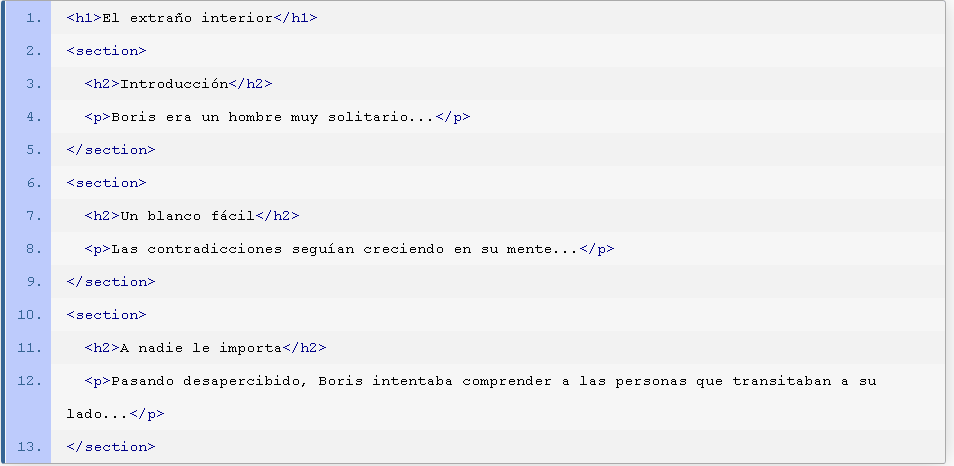 1. <h1>El extraño interior</h1>
2. <section>
3.   <h2>Introducción</h2>
4.   <p>Boris era un hombre muy solitario...</p>
5. </section>
6. <section>
7.   <h2>Un blanco fácil</h2>
8.   <p>Las contradicciones seguían creciendo en su mente...</p>
9. </section>
10. <section>
11.   <h2>A nadie le importa</h2>
12.   <p>Pasando desapercibido, Boris intentaba comprender a las personas que transitaban a su
lado...</p>
13. </section>